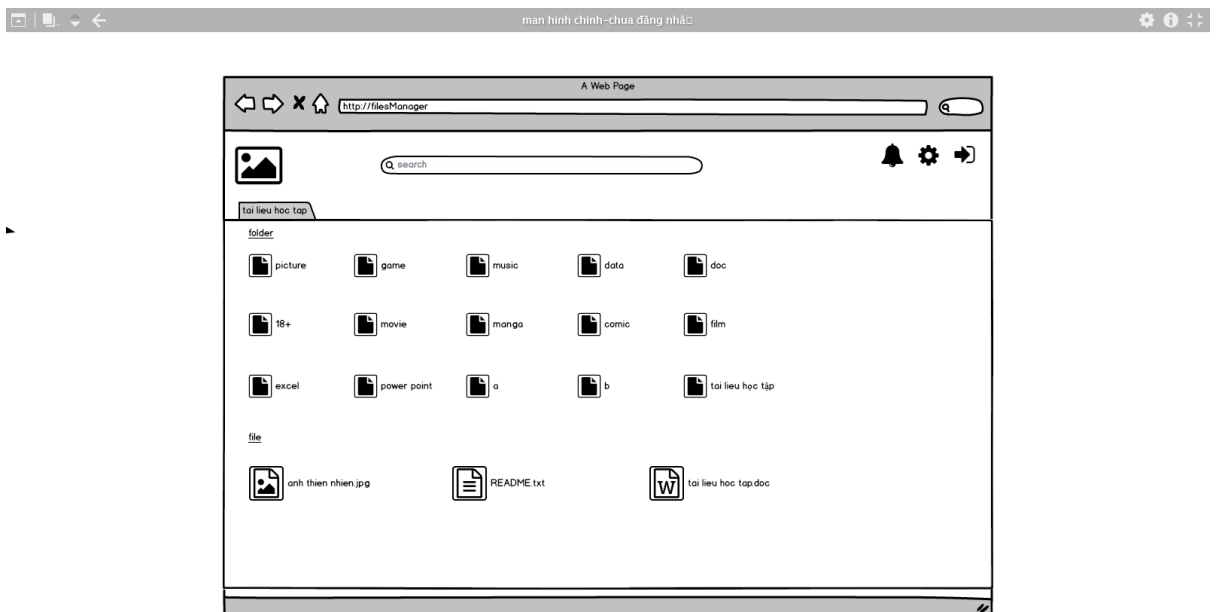 man hinh chinh-chua đăng nhấ
A Web Page
http://filesManager
search
tai lieu hoc tap
folder
picture game music data doc
18+ movie manga comic film
excel power point a b tai lieu học tập
file
anh thien nhien.jpg README.txt tai lieu hoc tap.doc